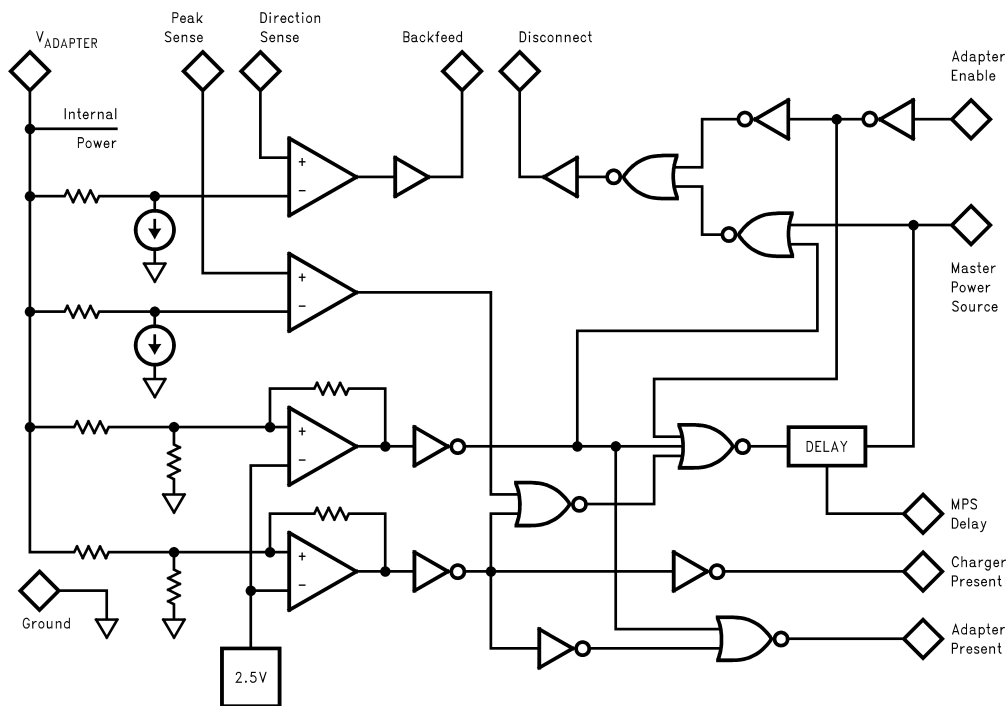 Peak
Sense
Direction
Sense
VADAPTER
Backfeed
Disconnect
Adapter
Enable
Internal
Power
+
−
Master
Power
Source
+
−
+
−
DELAY
MPS
Delay
+
−
Charger
Present
Ground
Adapter
Present
2.5V